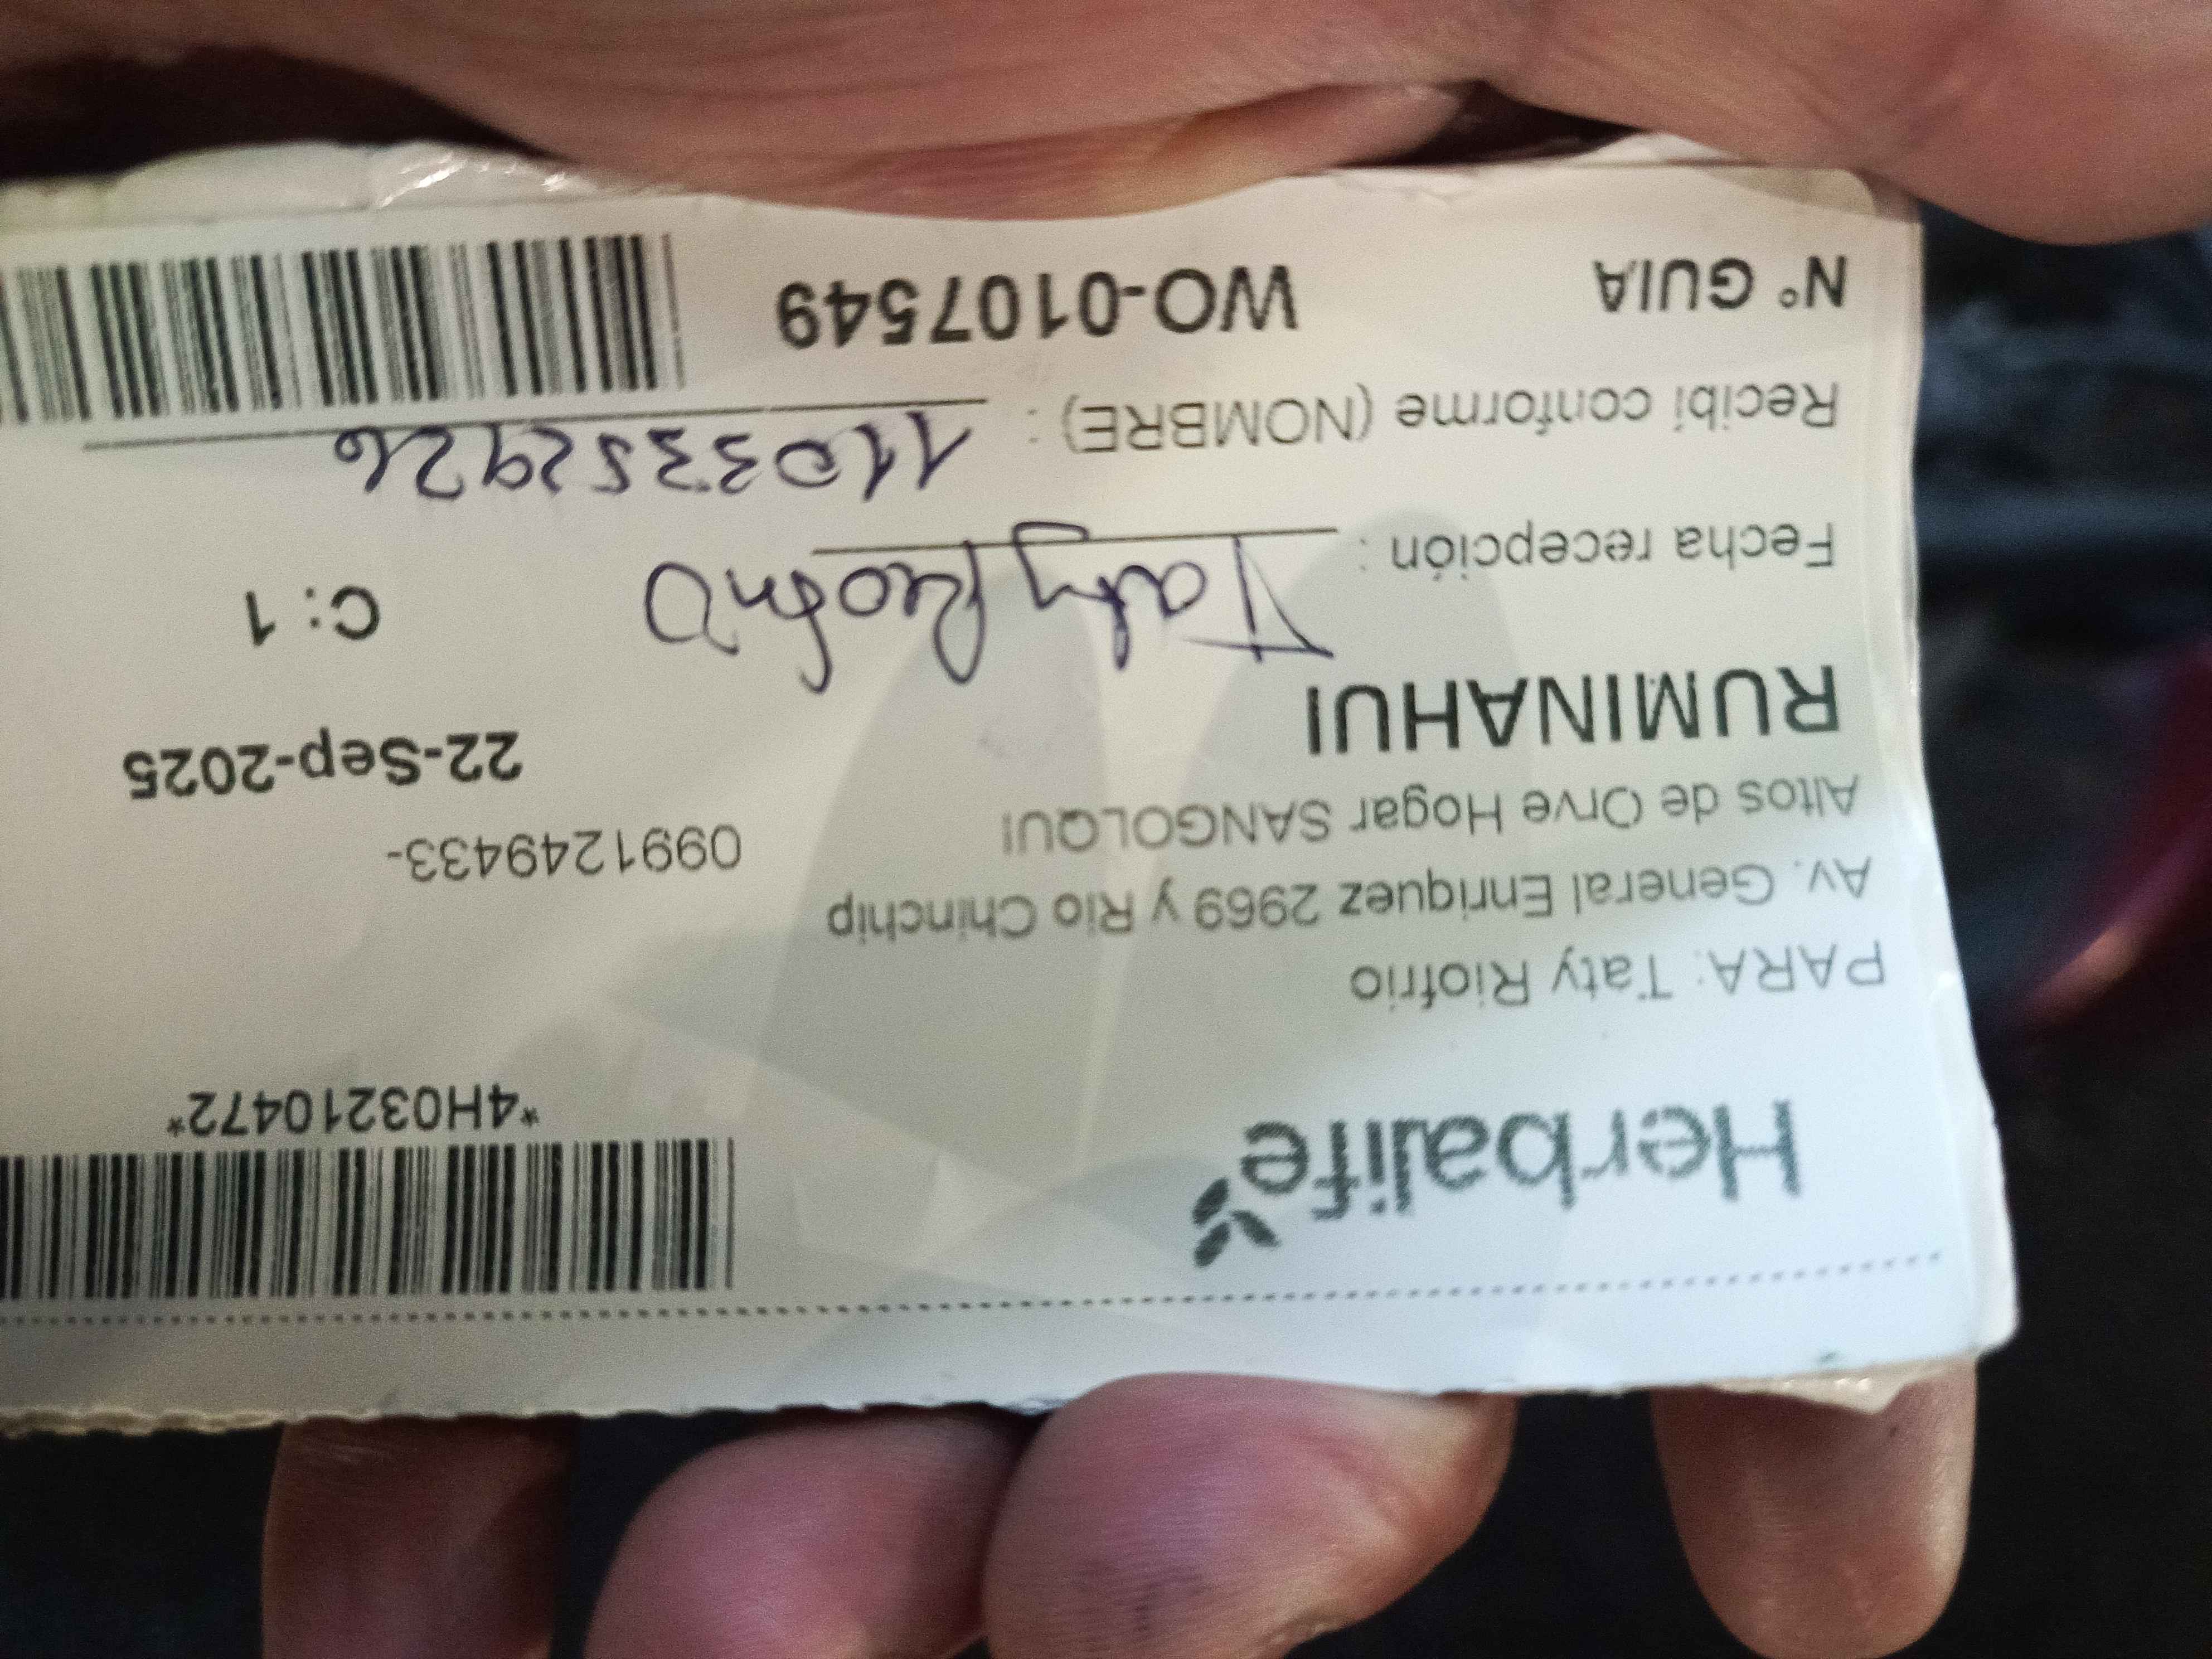 Herbalife
*4H03210472*
PARA: Taty Riofrio
Av. General Enriquez 2969 y Rio Chinchip
Altos de Orve Hogar SANGOLQUI
0991249433-
RUMINAHUI
22-Sep-2025
Fecha recepción :
Taty Riofrio
C: 1
Recibi conforme (NOMBRE) :
1103352926
N° GUIA
WO-0107549